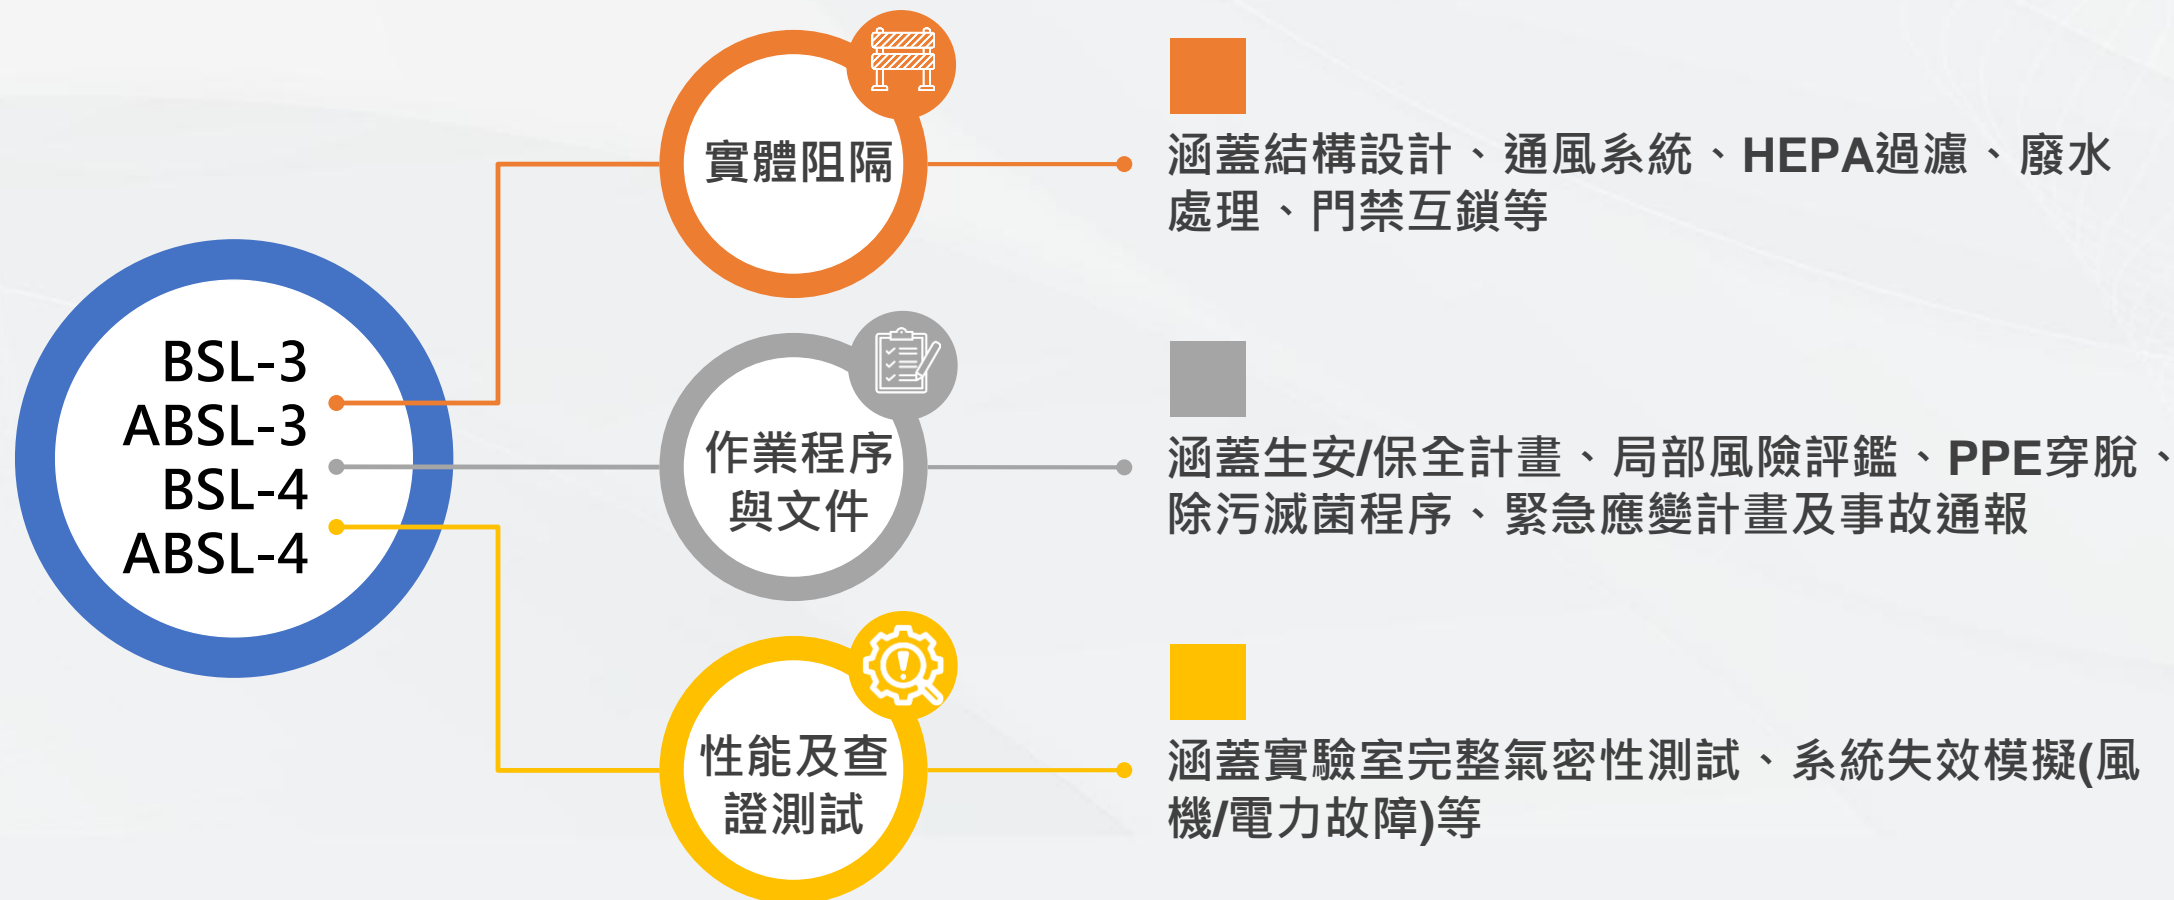 BSL-3
ABSL-3
BSL-4
ABSL-4
實體阻隔
涵蓋結構設計、通風系統、HEPA過濾、廢水
處理、門禁互鎖等
作業程序
與文件
涵蓋生安/保全計畫、局部風險評鑑、PPE穿脫、
除污滅菌程序、緊急應變計畫及事故通報
性能及查
證測試
涵蓋實驗室完整氣密性測試、系統失效模擬(風
機/電力故障)等